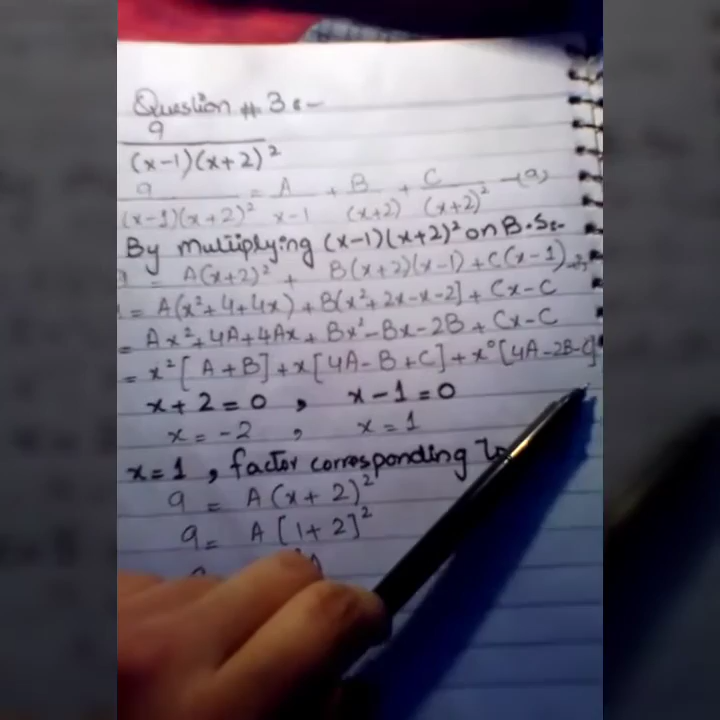 Question # 3 :-
9
(x-1)(x+2)²
9/(x-1)(x+2)² = A/x-1 + B/(x+2) + C/(x+2)² -(a)
By multiplying (x-1)(x+2)² on B.S:-
= A(x+2)² + B(x+2)(x-1) + C(x-1)
= A(x²+4+4x) + B(x²+2x-x-2] + Cx-C
= Ax²+4A+4Ax+Bx²-Bx-2B+Cx-C
= x²[A+B]+x[4A-B+C]+x⁰[4A-2B-C]
x+2=0 , x-1=0
x=-2 , x=1
x=1 , factor corresponding to
9 = A(x+2)²
9 = A[1+2]²